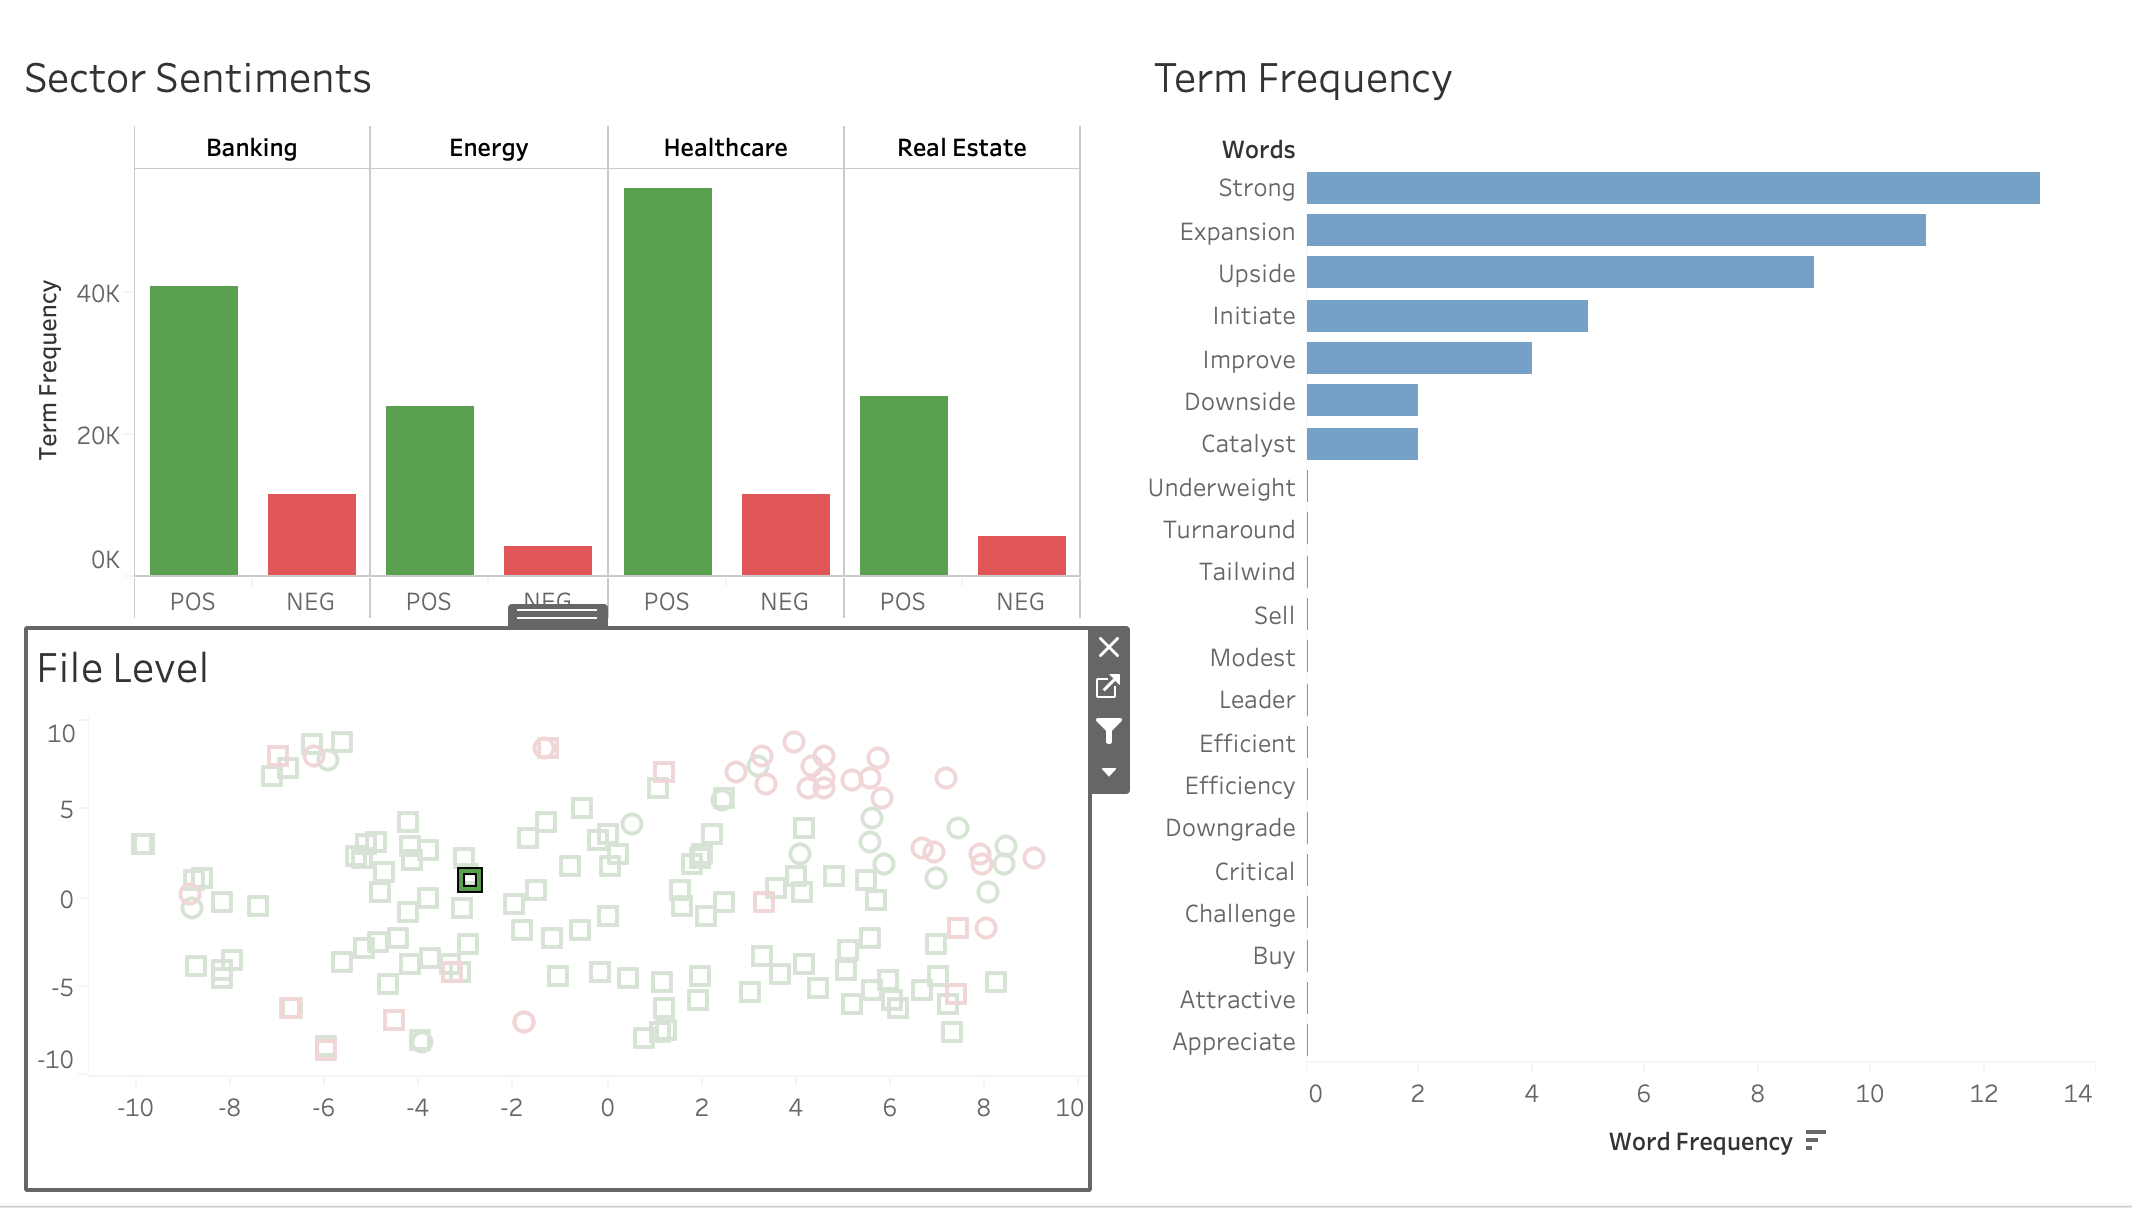 Sector Sentiments
Banking Energy Healthcare Real Estate
Term Frequency
40K
20K
0K
POS NEG POS NEG POS NEG POS NEG
File Level
10
5
0
-5
-10
-10 -8 -6 -4 -2 0 2 4 6 8 10
Term Frequency
Words
Strong
Expansion
Upside
Initiate
Improve
Downside
Catalyst
Underweight
Turnaround
Tailwind
Sell
Modest
Leader
Efficient
Efficiency
Downgrade
Critical
Challenge
Buy
Attractive
Appreciate
0 2 4 6 8 10 12 14
Word Frequency